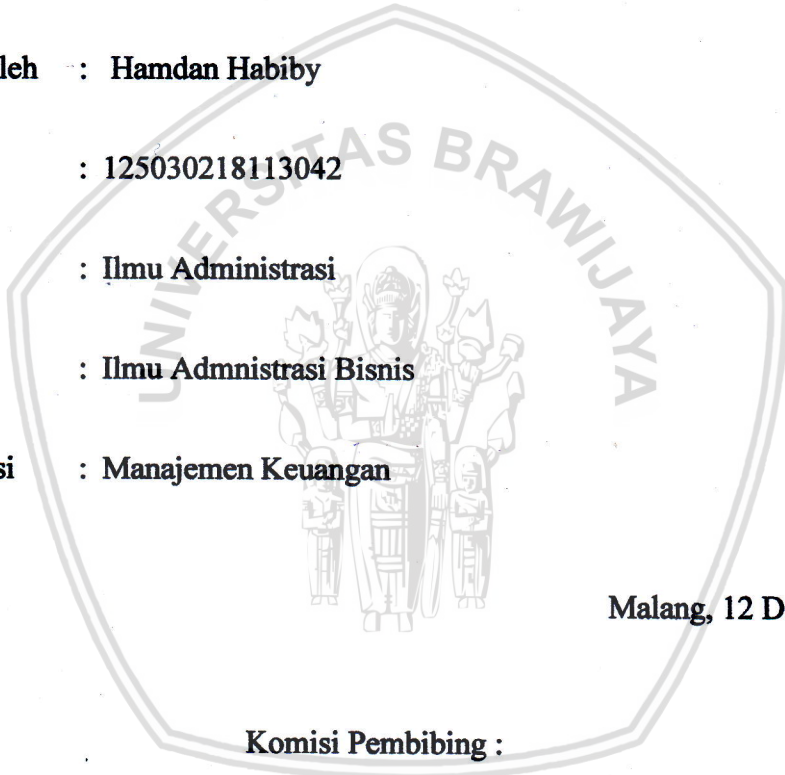 leh : Hamdan Habiby
: 125030218113042
: Ilmu Administrasi
: Ilmu Admnistrasi Bisnis
si : Manajemen Keuangan
Malang, 12 D
Komisi Pembibing :
UNIVERSITAS BRAWIJAYA